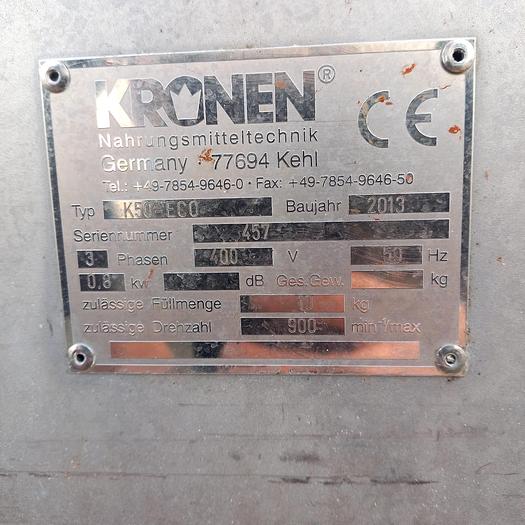 KRONEN®
CE
Nahrungsmitteltechnik
Germany · 77694 Kehl
Tel.: +49-7854-9646-0 · Fax: +49-7854-9646-50
Typ K50-ECO Baujahr 2013
Seriennummer 457
3 Phasen 400 V 50 Hz
0,8 kW dB Ges.Gew. kg
zulässige Füllmenge 10 kg
zulässige Drehzahl 900 min⁻¹/max